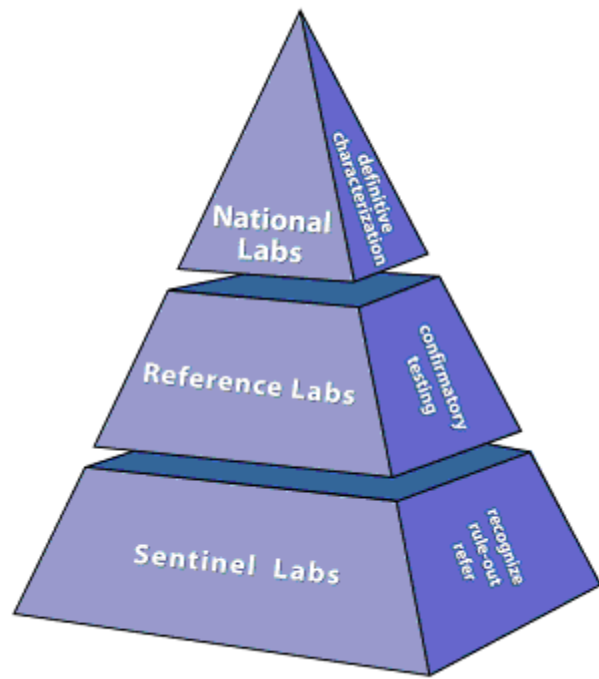 National
Labs
definitive
characterization
Reference Labs
confirmatory
testing
Sentinel Labs
recognize
rule-out
refer